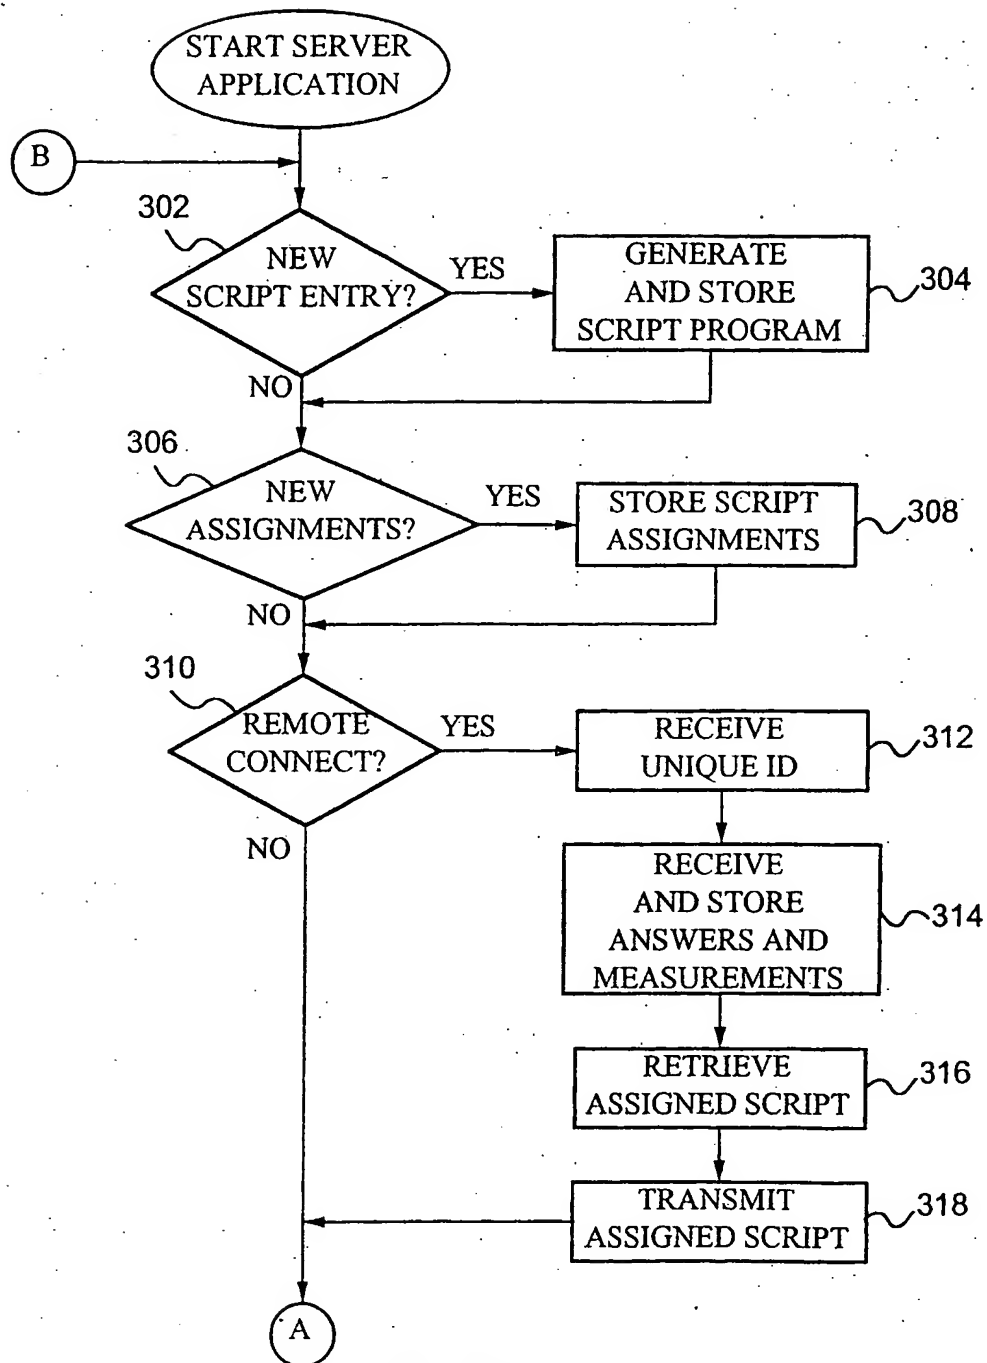 START SERVER
APPLICATION
B
302
NEW
SCRIPT ENTRY?
YES
GENERATE
AND STORE
SCRIPT PROGRAM
304
NO
306
NEW
ASSIGNMENTS?
YES
STORE SCRIPT
ASSIGNMENTS
308
NO
310
REMOTE
CONNECT?
YES
RECEIVE
UNIQUE ID
312
NO
RECEIVE
AND STORE
ANSWERS AND
MEASUREMENTS
314
RETRIEVE
ASSIGNED SCRIPT
316
TRANSMIT
ASSIGNED SCRIPT
318
A